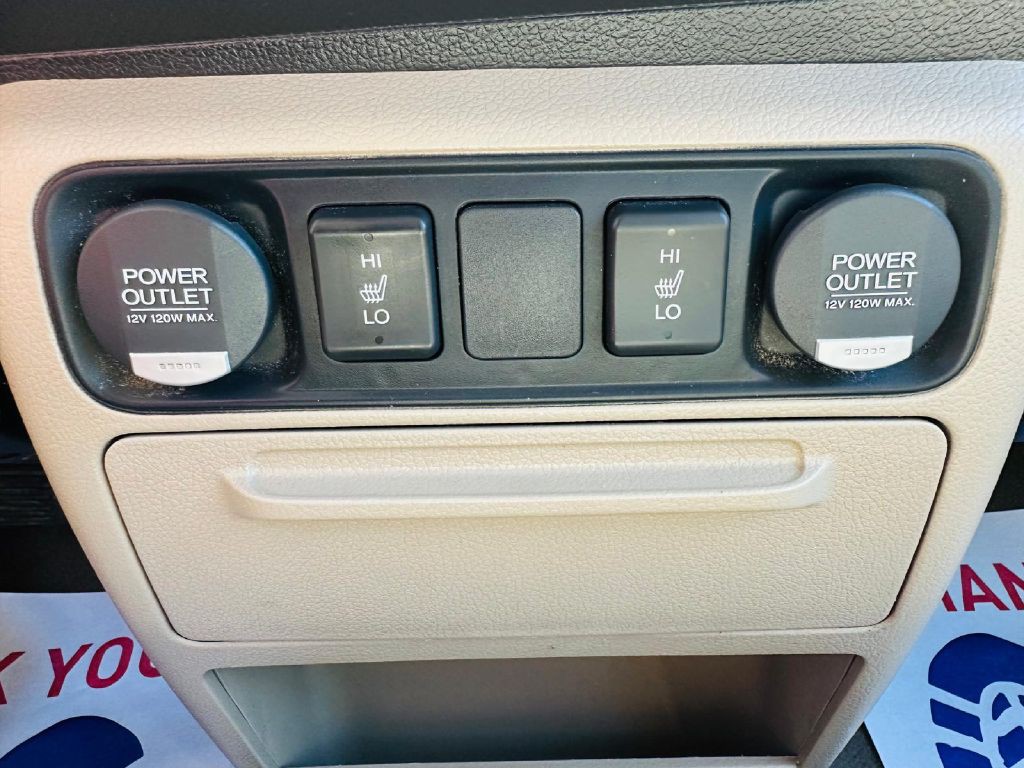 POWER
OUTLET
12V 120W MAX.
HI
LO
HI
LO
POWER
OUTLET
12V 120W MAX.